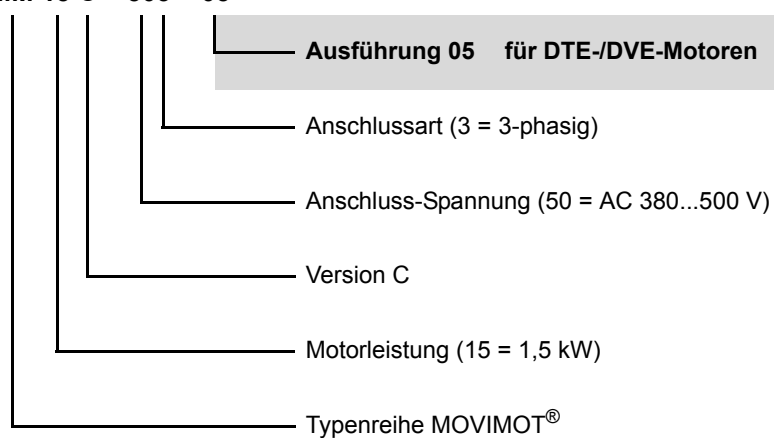 Ausführung 05 für DTE-/DVE-Motoren
Anschlussart (3 = 3-phasig)
Anschluss-Spannung (50 = AC 380...500 V)
Version C
Motorleistung (15 = 1,5 kW)
Typenreihe MOVIMOT®